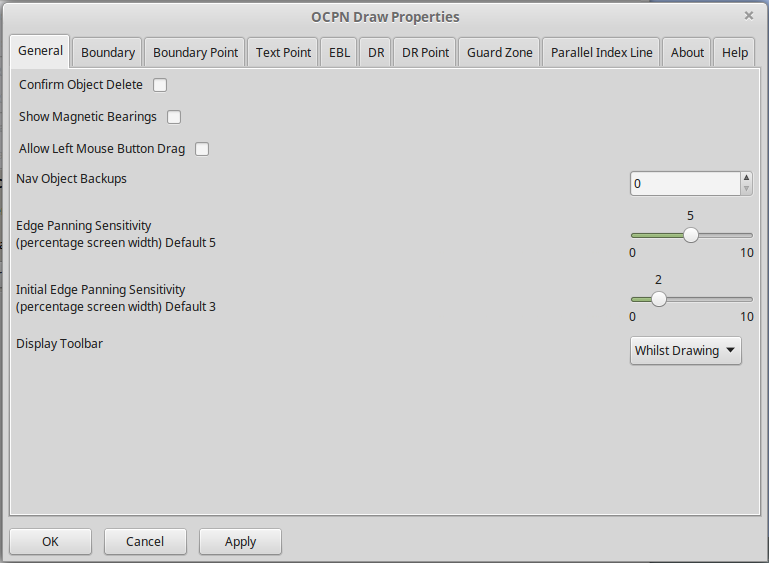 OCPN Draw Properties
General
Boundary
Boundary Point
Text Point
EBL
DR
DR Point
Guard Zone
Parallel Index Line
About
Help
Confirm Object Delete
Show Magnetic Bearings
Allow Left Mouse Button Drag
Nav Object Backups
0
Edge Panning Sensitivity
(percentage screen width) Default 5
5
0
10
Initial Edge Panning Sensitivity
(percentage screen width) Default 3
2
0
10
Display Toolbar
Whilst Drawing
OK
Cancel
Apply